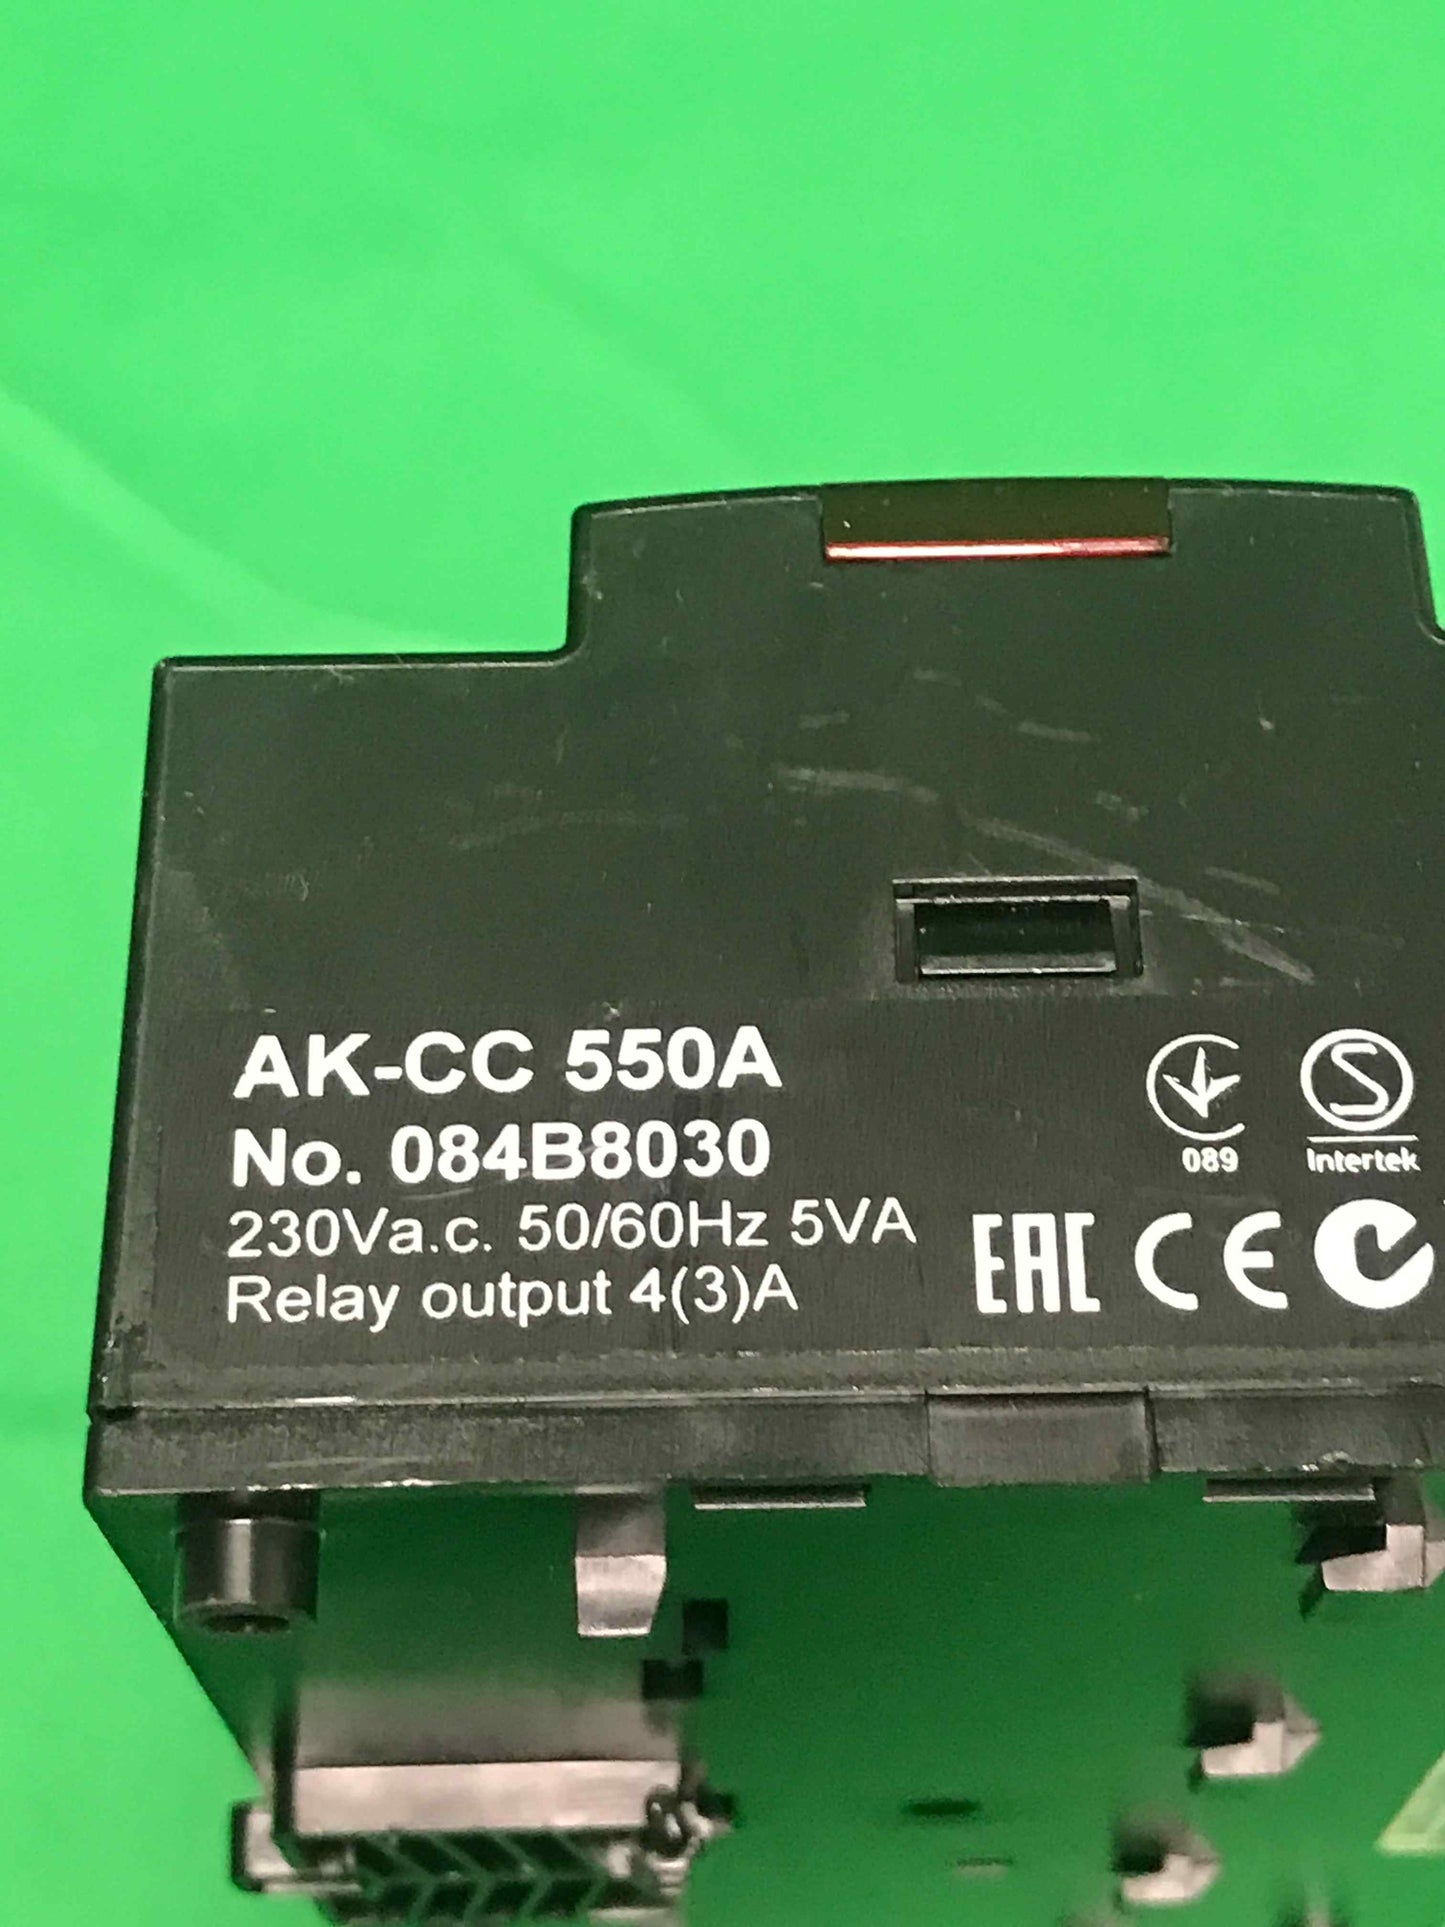 AK-CC 550A
No. 084B8030
230Va.c. 50/60Hz 5VA
Relay output 4(3)A
089
S
Intertek
EAC CE